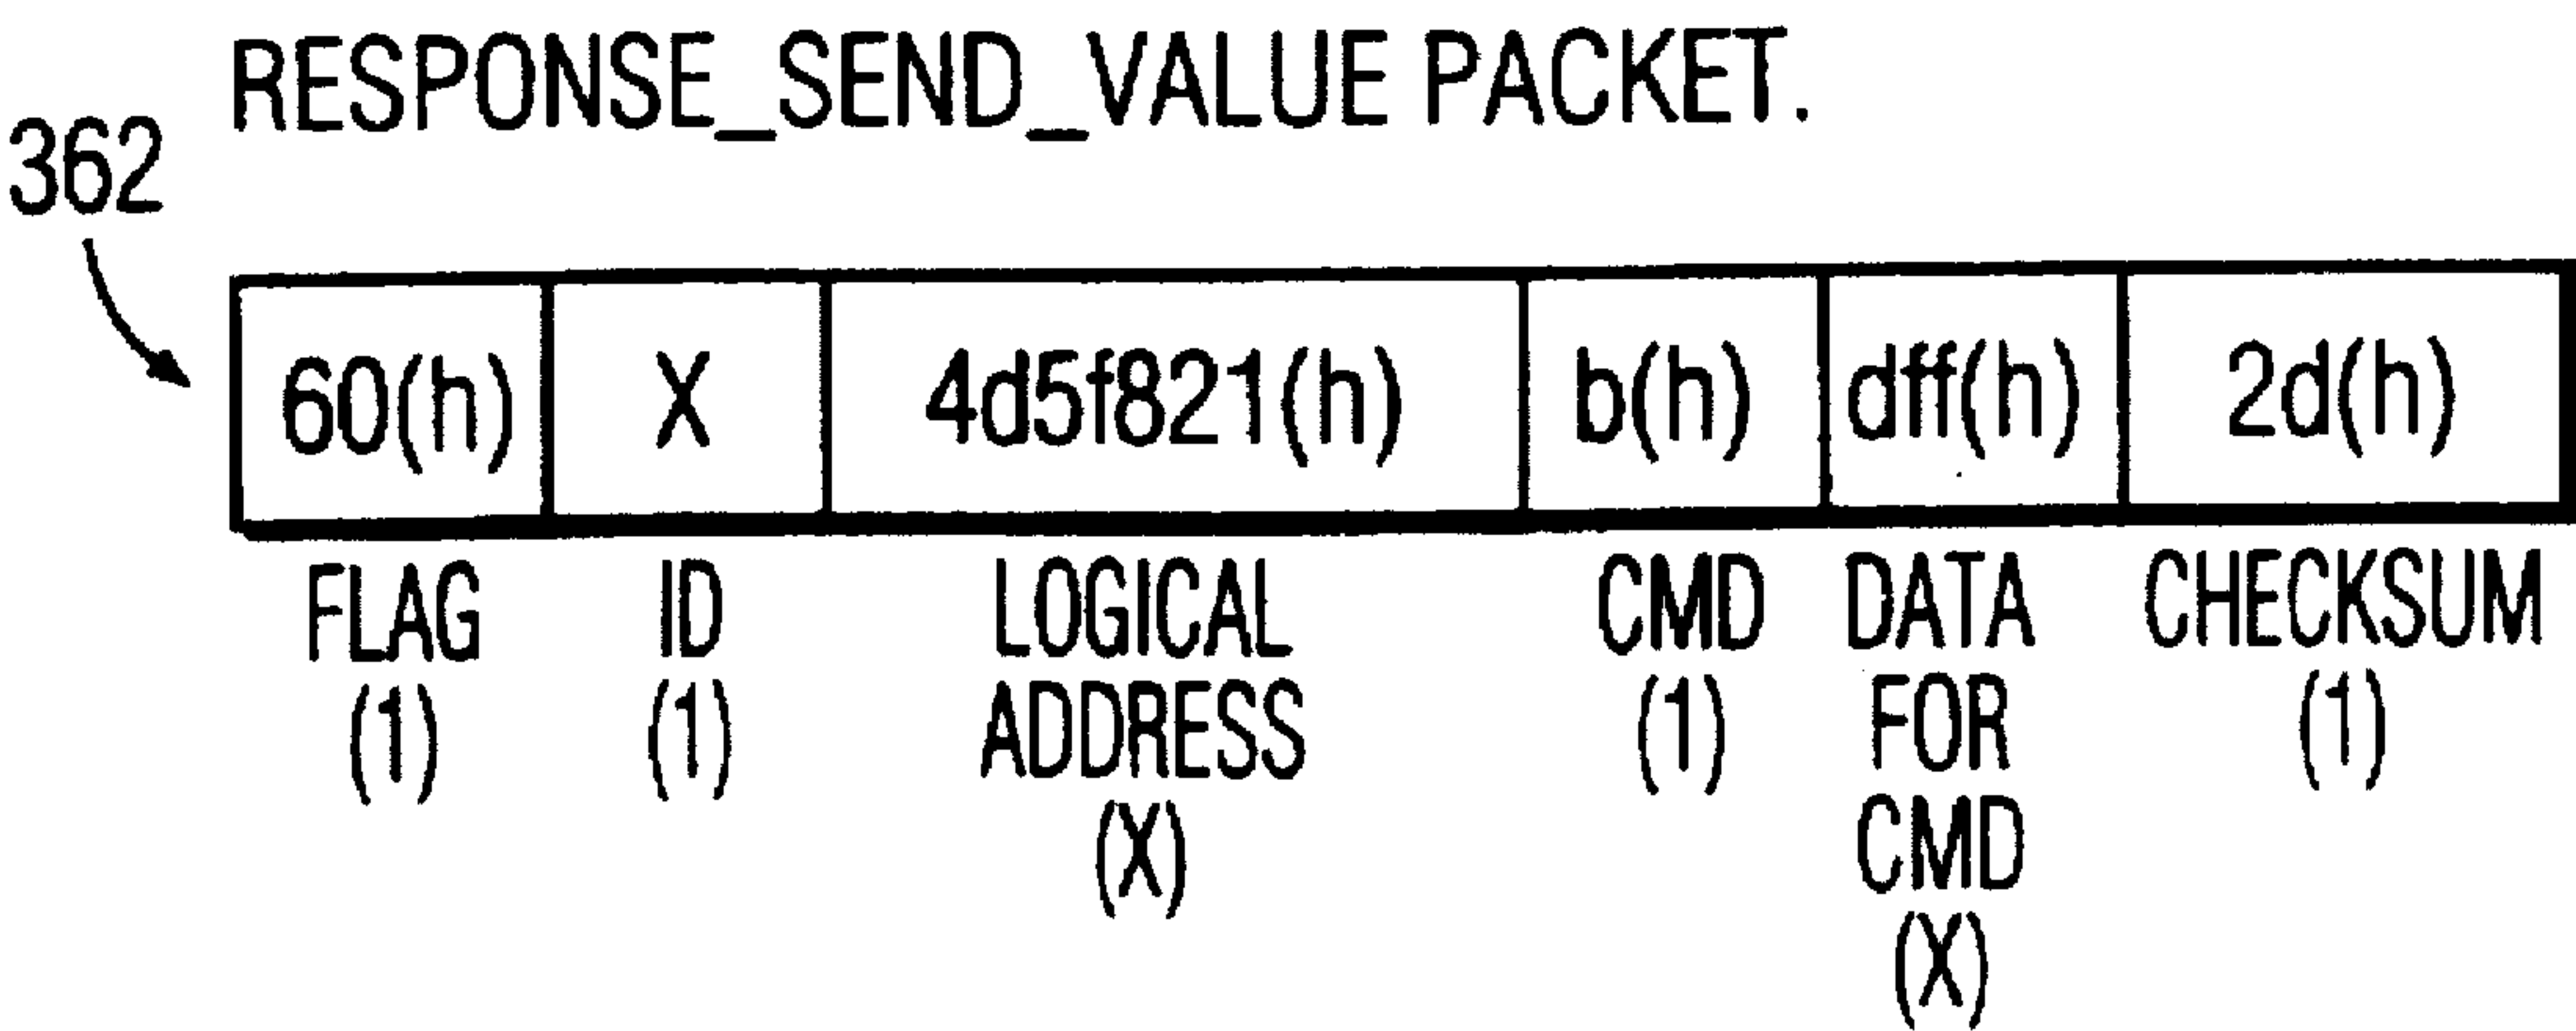 RESPONSE_SEND_VALUE PACKET.
362
60(h) X 4d5f821(h) b(h) dff(h) 2d(h)
FLAG ID LOGICAL CMD DATA CHECKSUM
(1) (1) ADDRESS (1) FOR (1)
(X) CMD
(X)